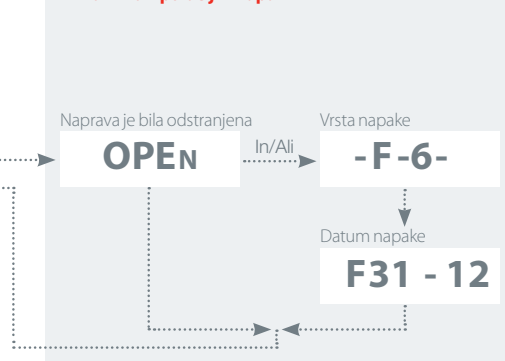 Naprava je bila odstranjena
OPEN
In/Ali
Vrsta napake
-F-6-
Datum napake
F31 - 12